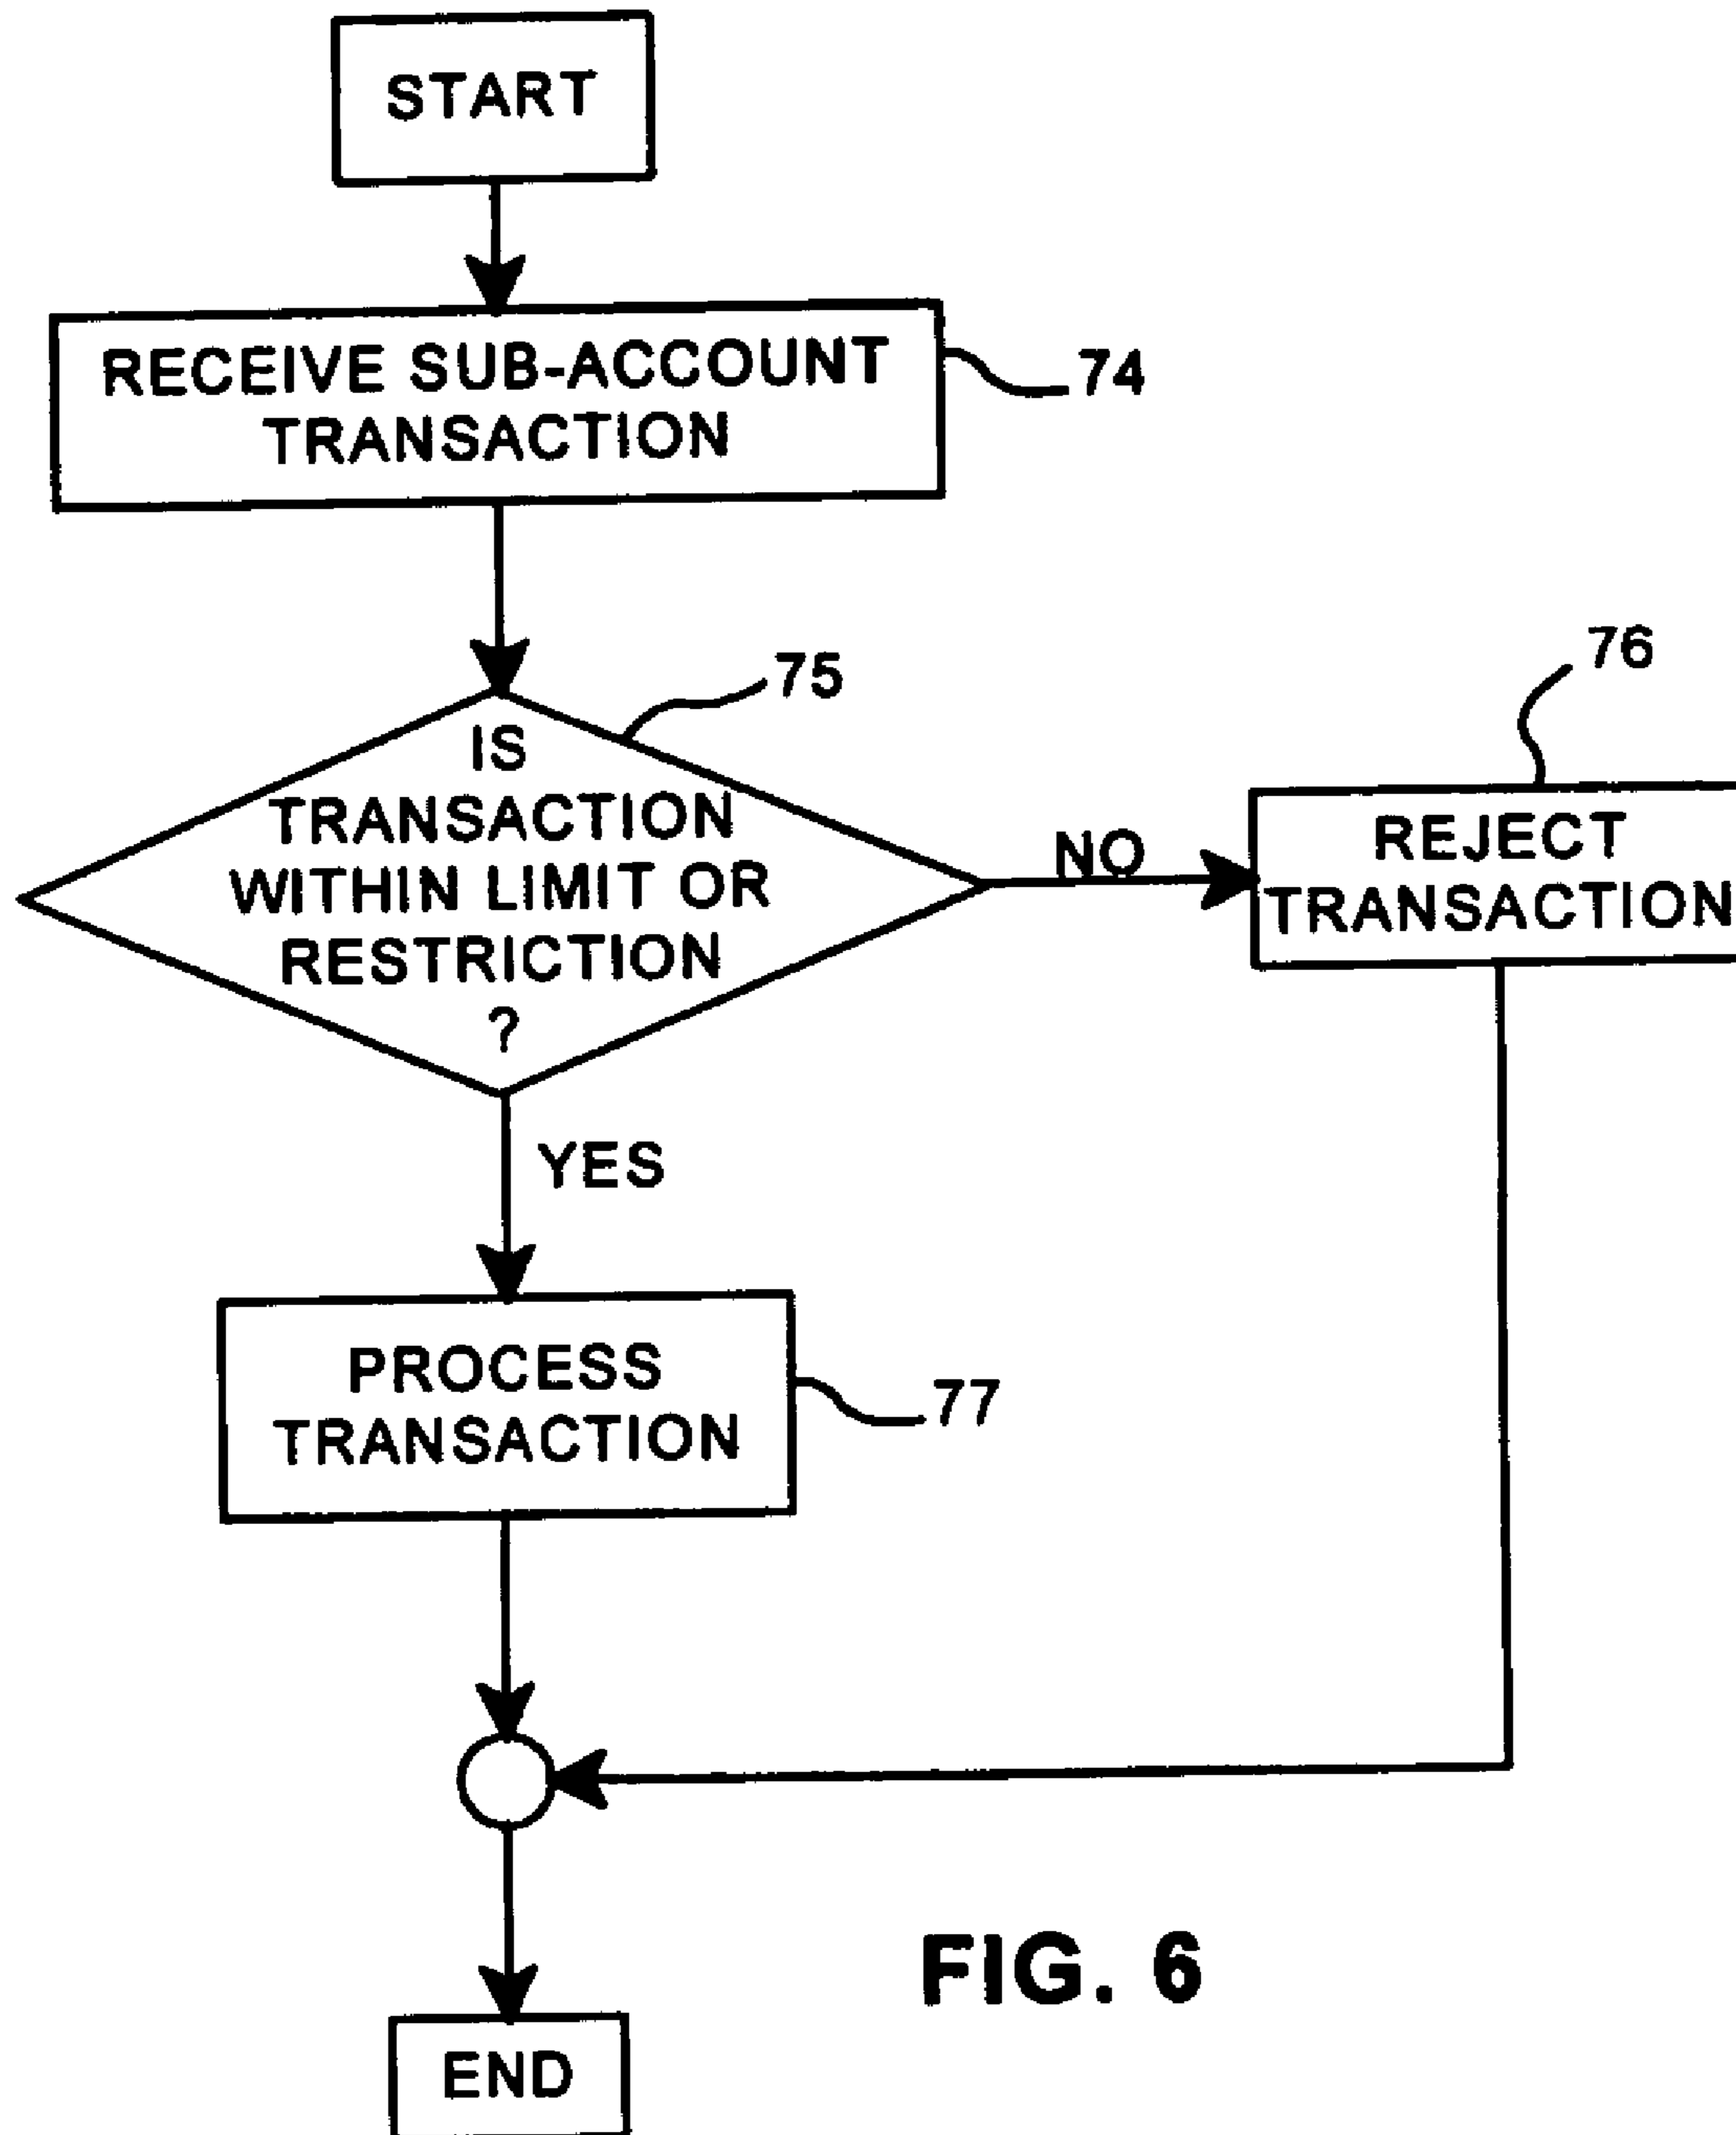 START
RECEIVE SUB-ACCOUNT
TRANSACTION
74
IS
TRANSACTION
WITHIN LIMIT OR
RESTRICTION
?
75
NO
76
REJECT
TRANSACTION
YES
PROCESS
TRANSACTION
77
END
FIG. 6